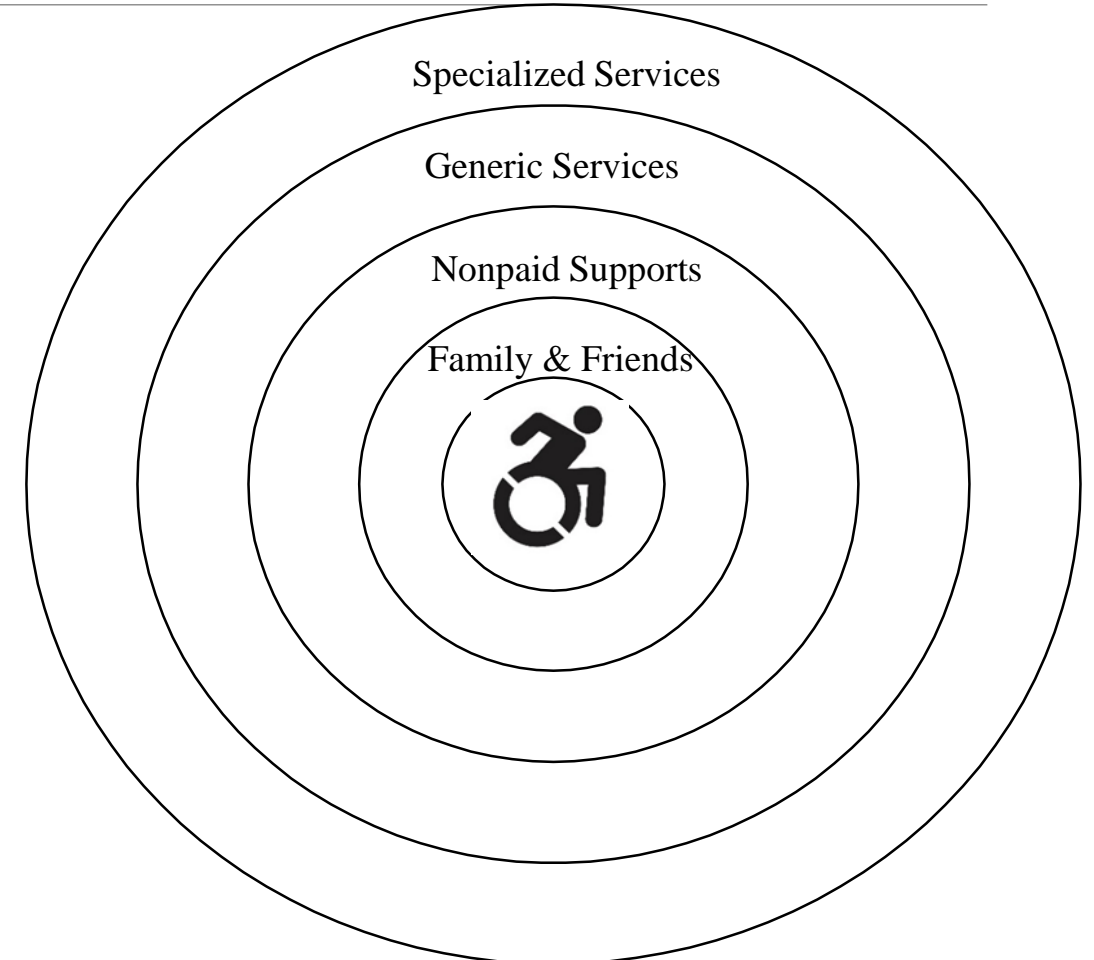 Specialized Services
Generic Services
Nonpaid Supports
Family & Friends